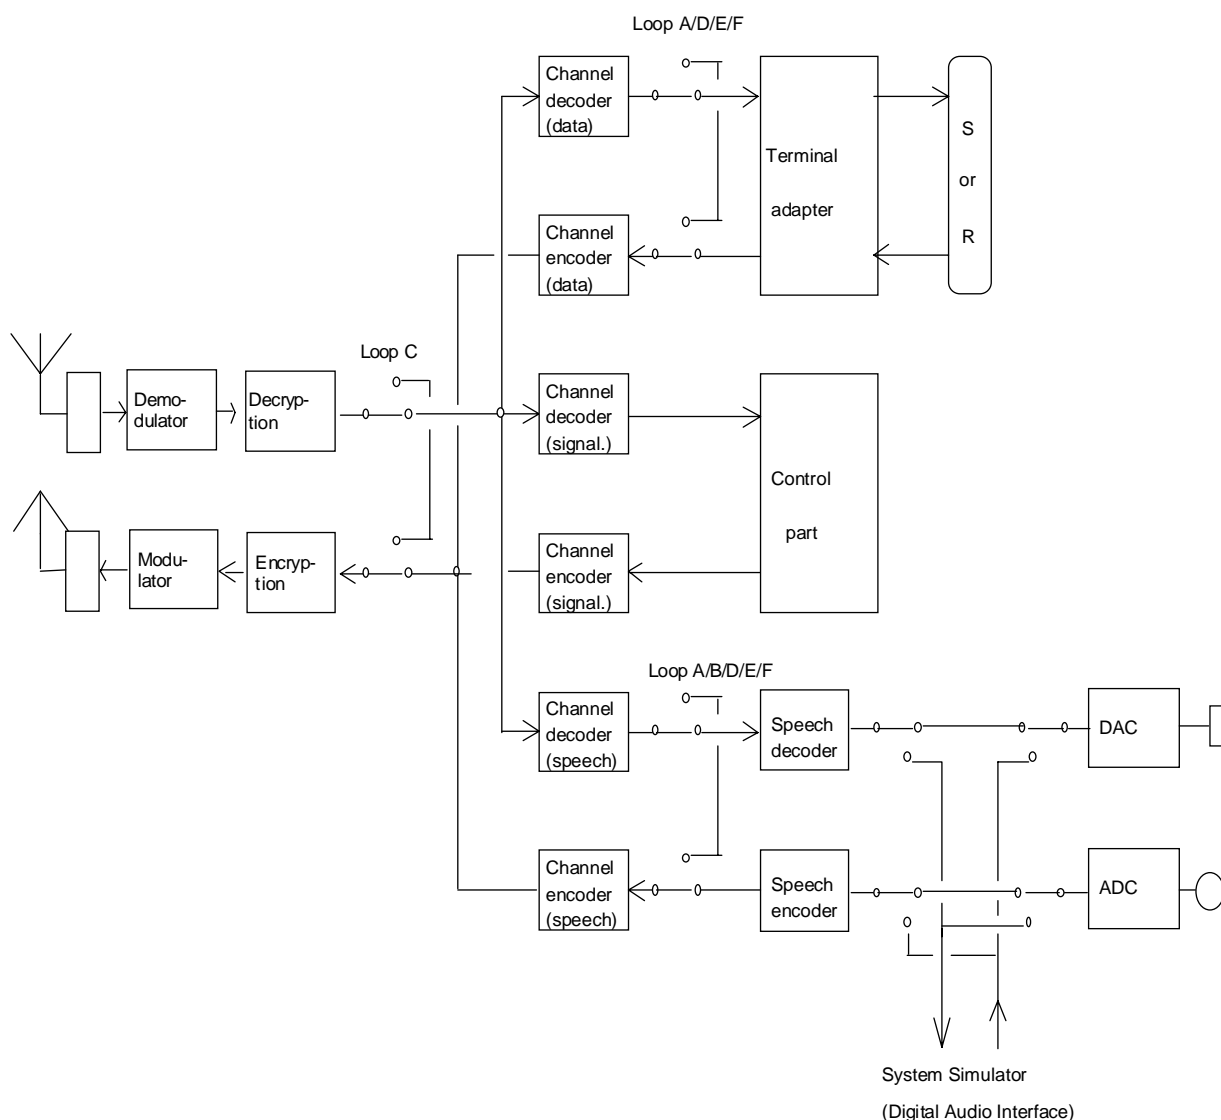 Loop A/D/E/F
Channel
decoder
(data)
Terminal
adapter
S
or
R
Channel
encoder
(data)
Loop C
Demo-
dulator
Decryp-
tion
Channel
decoder
(signal.)
Control
part
Modu-
lator
Encryp-
tion
Channel
encoder
(signal.)
Loop A/B/D/E/F
Channel
decoder
(speech)
Speech
decoder
DAC
Channel
encoder
(speech)
Speech
encoder
ADC
System Simulator
(Digital Audio Interface)